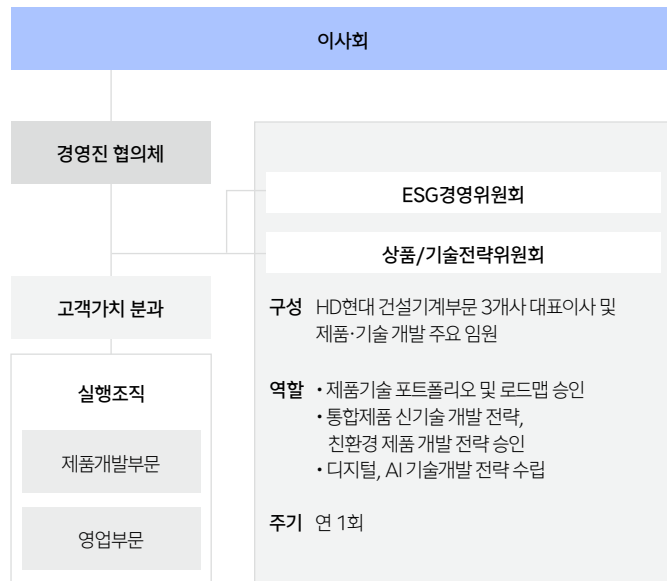 이사회
경영진 협의체
ESG경영위원회
상품/기술전략위원회
고객가치 분과
구성 HD현대 건설기계부문 3개사 대표이사 및
제품·기술 개발 주요 임원
실행조직
제품개발부문
영업부문
역할 • 제품기술 포트폴리오 및 로드맵 승인
• 통합제품 신기술 개발 전략,
친환경 제품 개발 전략 승인
• 디지털, AI 기술개발 전략 수립
주기 연 1회